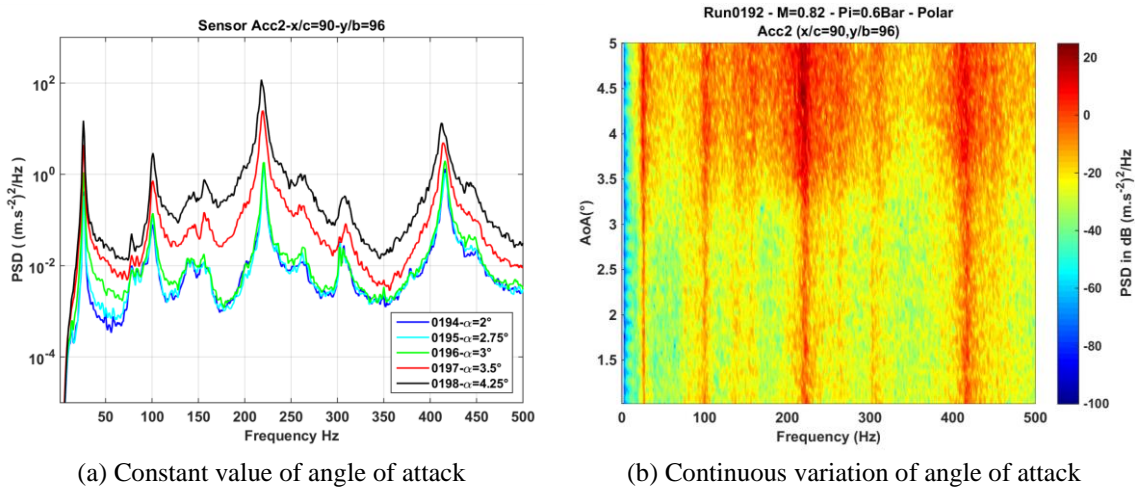 Sensor Acc2-x/c=90-y/b=96
PSD ( (m.s⁻²)²/Hz)
10²
10⁰
10⁻²
10⁻⁴
0 50 100 150 200 250 300 350 400 450 500
Frequency Hz
0194-α=2°
0195-α=2.75°
0196-α=3°
0197-α=3.5°
0198-α=4.25°
(a) Constant value of angle of attack
Run0192 - M=0.82 - Pi=0.6Bar - Polar
Acc2 (x/c=90,y/b=96)
AoA(°)
5
4.5
4
3.5
3
2.5
2
1.5
0 100 200 300 400 500
Frequency (Hz)
20
0
-20
-40
-60
-80
-100
PSD in dB (m.s⁻²)²/Hz
(b) Continuous variation of angle of attack